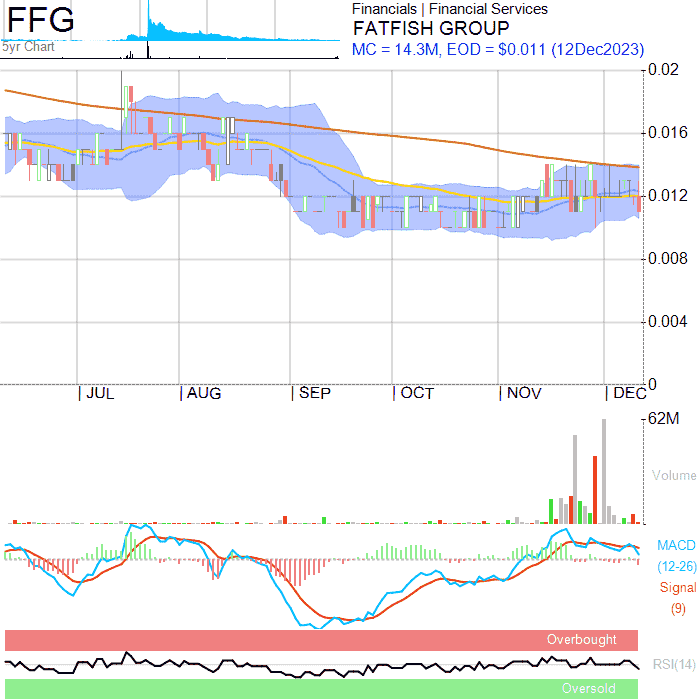 FFG
5yr Chart
Financials | Financial Services
FATFISH GROUP
MC = 14.3M, EOD = $0.011 (12Dec2023)
0.02
0.016
0.012
0.008
0.004
0
| JUL | AUG | SEP | OCT | NOV | DEC
62M
Volume
MACD
(12-26)
Signal
(9)
Overbought
RSI(14)
Oversold